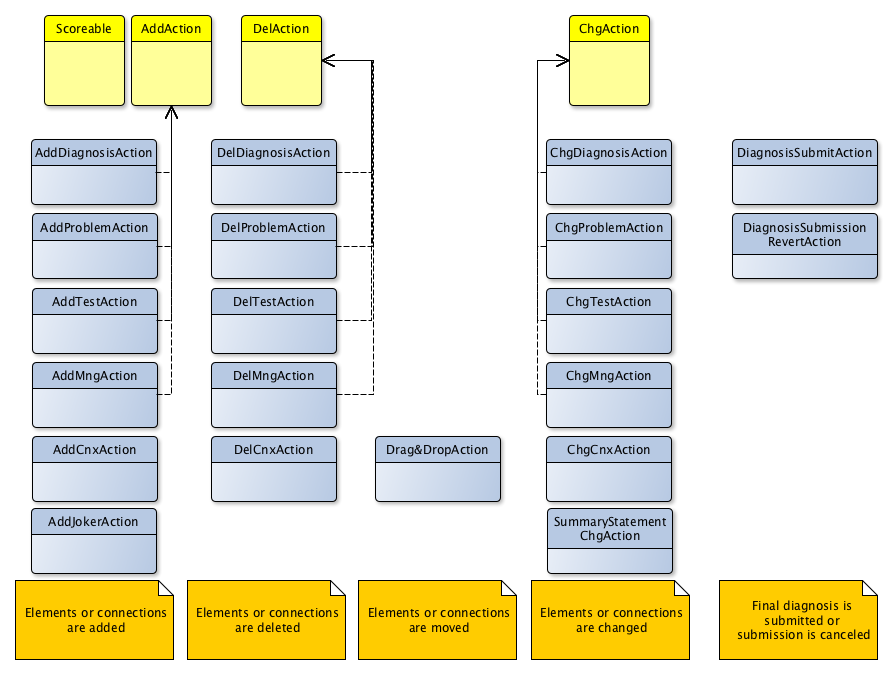 Scoreable
AddAction
DelAction
ChgAction
AddDiagnosisAction
DelDiagnosisAction
ChgDiagnosisAction
DiagnosisSubmitAction
AddProblemAction
DelProblemAction
ChgProblemAction
DiagnosisSubmission
RevertAction
AddTestAction
DelTestAction
ChgTestAction
AddMngAction
DelMngAction
ChgMngAction
AddCnxAction
DelCnxAction
Drag&DropAction
ChgCnxAction
AddJokerAction
SummaryStatement
ChgAction
Elements or connections
are added
Elements or connections
are deleted
Elements or connections
are moved
Elements or connections
are changed
Final diagnosis is
submitted or
submission is canceled